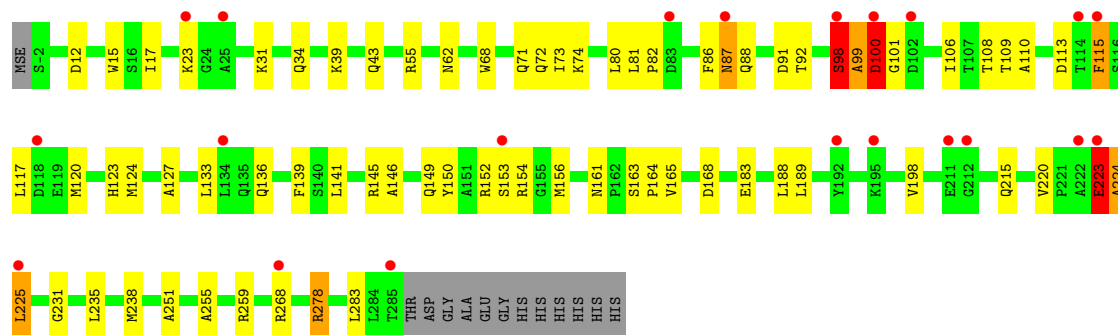 MSE S-2 D12 W15 S16 I17 K23 G24 A25 K31 Q34 K39 Q43 R55 N62 W68 Q71 Q72 I73 K74 L80 L81 P82 D83 F86 N87 Q88 D91 T92 S98 A99 D100 G101 D102 I106 T107 T108 T109 A110 D113 T114 F115 S116
L117 D118 E119 M120 H123 M124 A127 L133 L134 Q135 Q136 F139 S140 L141 R145 A146 Q149 Y150 A151 R152 S153 R154 G155 M156 N161 P162 S163 P164 V165 D168 E183 L188 L189 Y192 K195 V198 E211 G212 Q215 V220 P221 A222 E223 A224
L225 G231 L235 M238 A251 A255 R259 R268 R278 L283 L284 T285 THR ASP GLY ALA GLU GLY HIS HIS HIS HIS HIS HIS